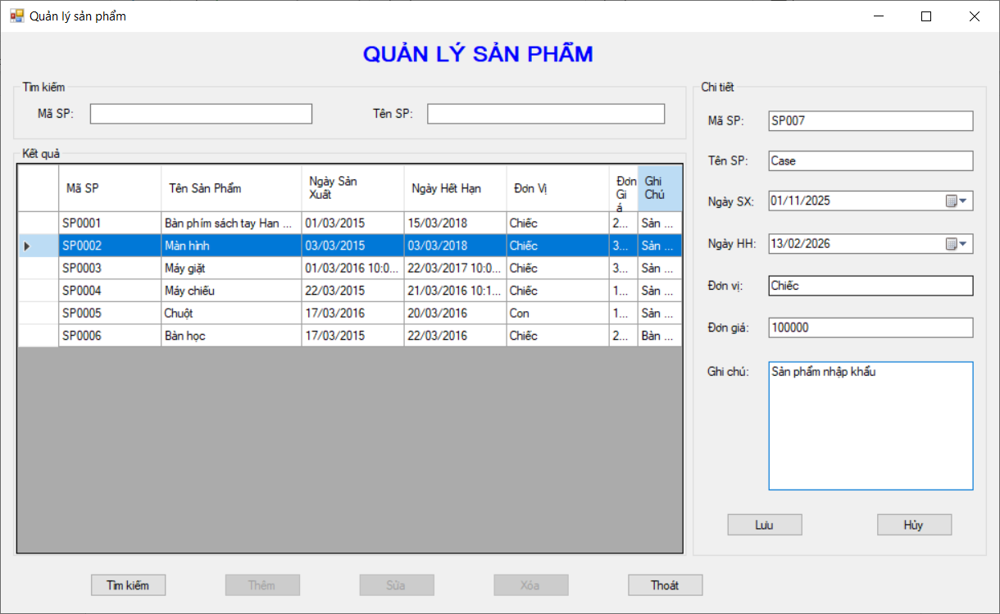 Quản lý sản phẩm
QUẢN LÝ SẢN PHẨM
Tìm kiếm
Mã SP:
Tên SP:
Kết quả
Mã SP Tên Sản Phẩm Ngày Sản Xuất Ngày Hết Hạn Đơn Vị Đơn Giá Ghi Chú
SP0001 Bàn phím sách tay Han ... 01/03/2015 15/03/2018 Chiếc 2... Sản ...
SP0002 Màn hình 03/03/2015 03/03/2018 Chiếc 3... Sản ...
SP0003 Máy giặt 01/03/2016 10:0... 22/03/2017 10:0... Chiếc 3... Sản ...
SP0004 Máy chiếu 22/03/2015 21/03/2016 10:1... Chiếc 1... Sản ...
SP0005 Chuột 17/03/2016 20/03/2016 Con 1... Sản ...
SP0006 Bàn học 17/03/2015 22/03/2016 Chiếc 2... Bàn ...
Chi tiết
Mã SP: SP007
Tên SP: Case
Ngày SX: 01/11/2025
Ngày HH: 13/02/2026
Đơn vị: Chiếc
Đơn giá: 100000
Ghi chú: Sản phẩm nhập khẩu
Lưu Hủy
Tìm kiếm Thêm Sửa Xóa Thoát